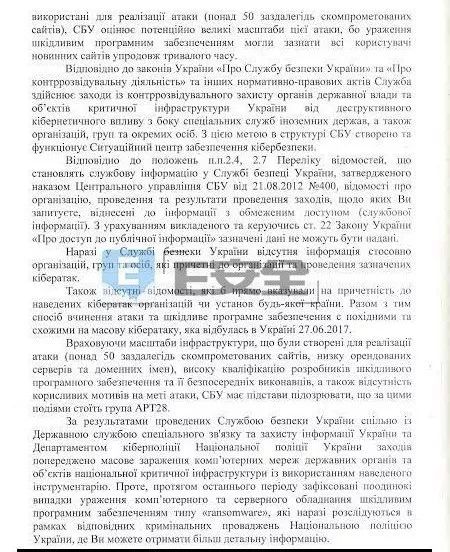 використані для реалізації атаки (понад 50 заздалегідь скомпрометованих
сайтів), СБУ оцінює потенційно великі масштаби цієї атаки, бо ураження
шкідливим програмним забезпеченням могли зазнати всі користувачі
новинних сайтів упродовж тривалого часу.
Відповідно до законів України «Про Службу безпеки України» та «Про
контррозвідувальну діяльність» та інших нормативно-правових актів Служба
здійснює заходи із контррозвідувального захисту органів державної влади та
об’єктів критичної інфраструктури України від деструктивного
кібернетичного впливу з боку спеціальних служб іноземних держав, а також
організацій, груп та окремих осіб. З цією метою в структурі СБУ створено та
функціонує Ситуаційний центр забезпечення кібербезпеки.
Відповідно до положень п.п.2.4, 2.7 Переліку відомостей, що
становлять службову інформацію у Службі безпеці України, затвердженого
наказом Центрального управління СБУ від 21.08.2012 №400, відомості про
організацію, проведення та результати проведення заходів, щодо яких Ви
запитуєте, віднесені до інформації з обмеженим доступом (службової
інформації). З урахуванням викладеного та керуючись ст. 22 Закону України
«Про доступ до публічної інформації» зазначені дані не можуть бути надані.
Наразі в Службі безпеки України відсутня інформація стосовно
організацій, груп і осіб, які причетні до організації та проведення зазначених
кібератак.
Також відсутні відомості, які б прямо вказували на причетність до
наведених кібератак організацій чи установ будь-якої країни. Разом з тим
спосіб вчинення атаки та шкідливе програмне забезпечення є похідними та
схожими на масову кібератаку, яка відбулась в Україні 27.06.2017.
Враховуючи масштаби інфраструктури, що були створені для реалізації
атаки (понад 50 заздалегідь скомпрометованих сайтів, низку орендованих
серверів та доменних імен), високу кваліфікацію розробників шкідливого
програмного забезпечення та її безпосередніх виконавців, а також відсутність
корисливих мотивів на меті атаки, СБУ має підстави підозрювати, що за цими
подіями стоїть група APT28.
За результатами проведених Службою безпеки України спільно із
Державною службою спеціального зв'язку та захисту інформації України та
Департаментом кіберполіції Національної поліції України заходів
попереджено масове зараження комп’ютерних мереж державних органів та
об’єктів національної критичної інфраструктури із використанням наведеного
інструментарію. Проте, протягом останнього періоду зафіксовані поодинокі
випадки ураження комп’ютерного та серверного обладнання шкідливим
програмним забезпеченням типу «ransomware», які наразі розслідуються в
рамках відповідних кримінальних проваджень Національною поліцією
України, де Ви можете отримати більш детальну інформацію.